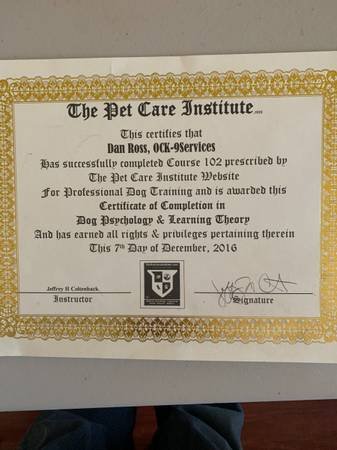 The Pet Care Institute
This certifies that
Dan Ross, OCK-9Services
Has successfully completed Course 102 prescribed by
The Pet Care Institute Website
For Professional Dog Training and is awarded this
Certificate of Completion in
Dog Psychology & Learning Theory
And has earned all rights & privileges pertaining therein
This 7th Day of December, 2016
Jeffrey H Coltenback
Instructor
Signature